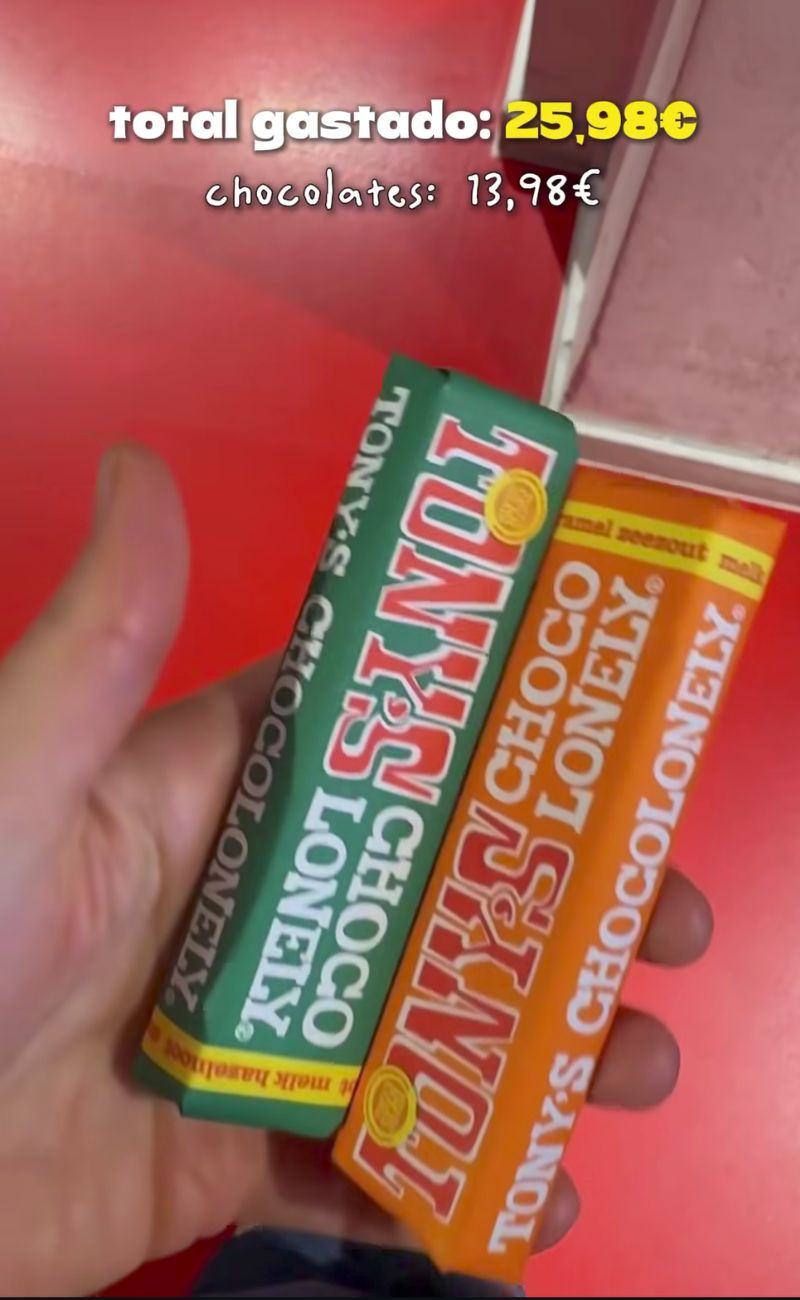 total gastado: 25,98€
chocolates: 13,98€
TONY'S CHOCOLONELY.
TONY'S
CHOCO
LONELY
melk hazelnoot
zeezout melk
TONY'S
CHOCO
LONELY
TONY'S CHOCOLONELY